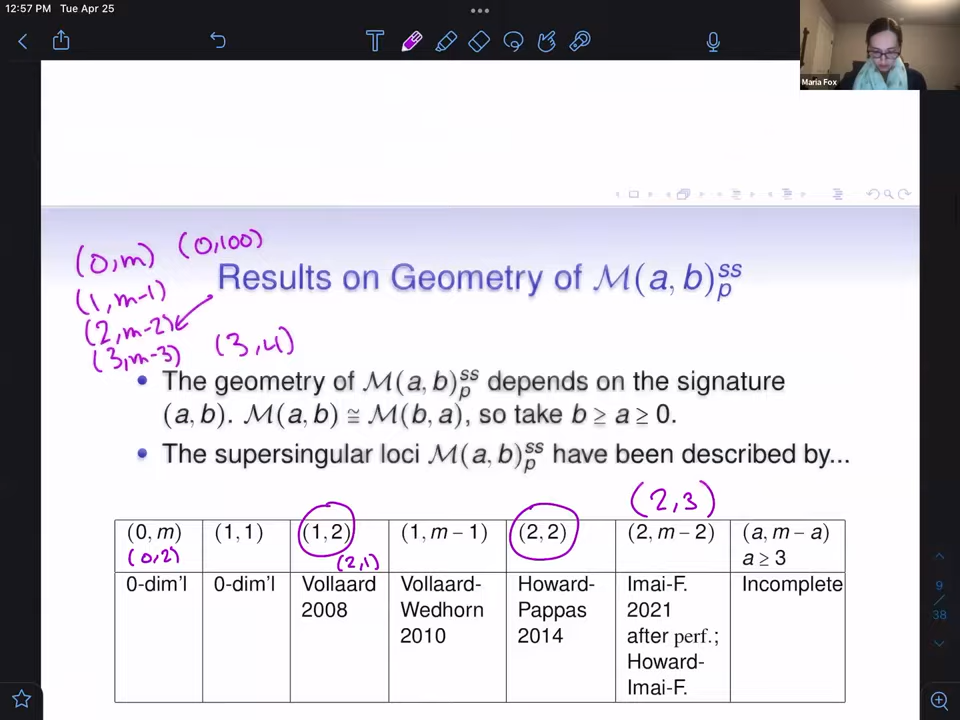 12:57 PM Tue Apr 25
Maria Fox
(0,m) (0,100)
(1,m-1)
(2,m-2)
(3,m-3) (3,4)
Results on Geometry of M(a, b)_p^{ss}
The geometry of M(a, b)_p^{ss} depends on the signature
(a, b). M(a, b) ≅ M(b, a), so take b ≥ a ≥ 0.
The supersingular loci M(a, b)_p^{ss} have been described by...
(2,3)
(0, m) (1, 1) (1, 2) (1, m − 1) (2, 2) (2, m − 2) (a, m − a)
(0,2) (2,1) a ≥ 3
0-dim'l 0-dim'l Vollaard Vollaard- Howard- Imai-F. Incomplete
2008 Wedhorn Pappas 2021
2010 2014 after perf.;
Howard-
Imai-F.
9
/
38